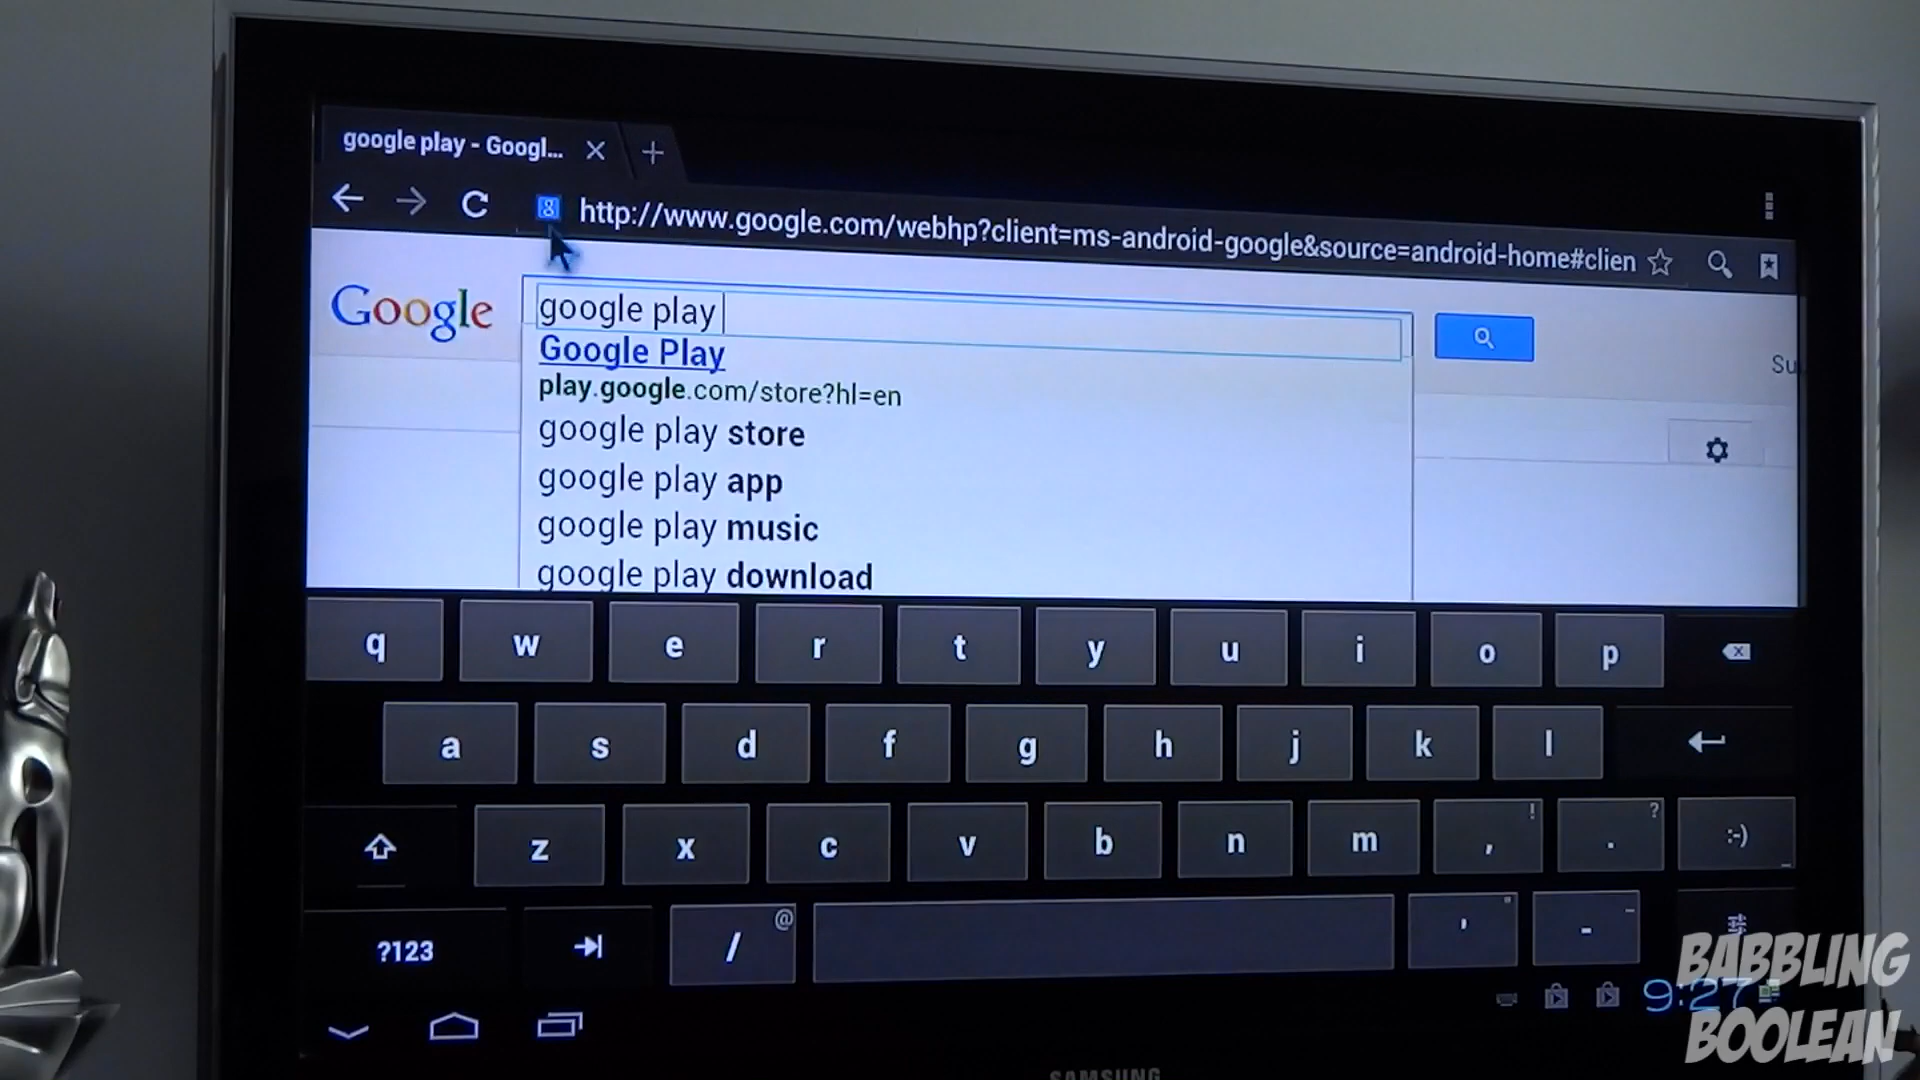 google play - Googl...
http://www.google.com/webhp?client=ms-android-google&source=android-home#clien
Google
google play
Su
Google Play
play.google.com/store?hl=en
google play store
google play app
google play music
google play download
q w e r t y u i o p
a s d f g h j k l
z x c v b n m , ! . ? :-)
?123 / @ ' " - _
9:27
BABBLING
BOOLEAN
SAMSUNG